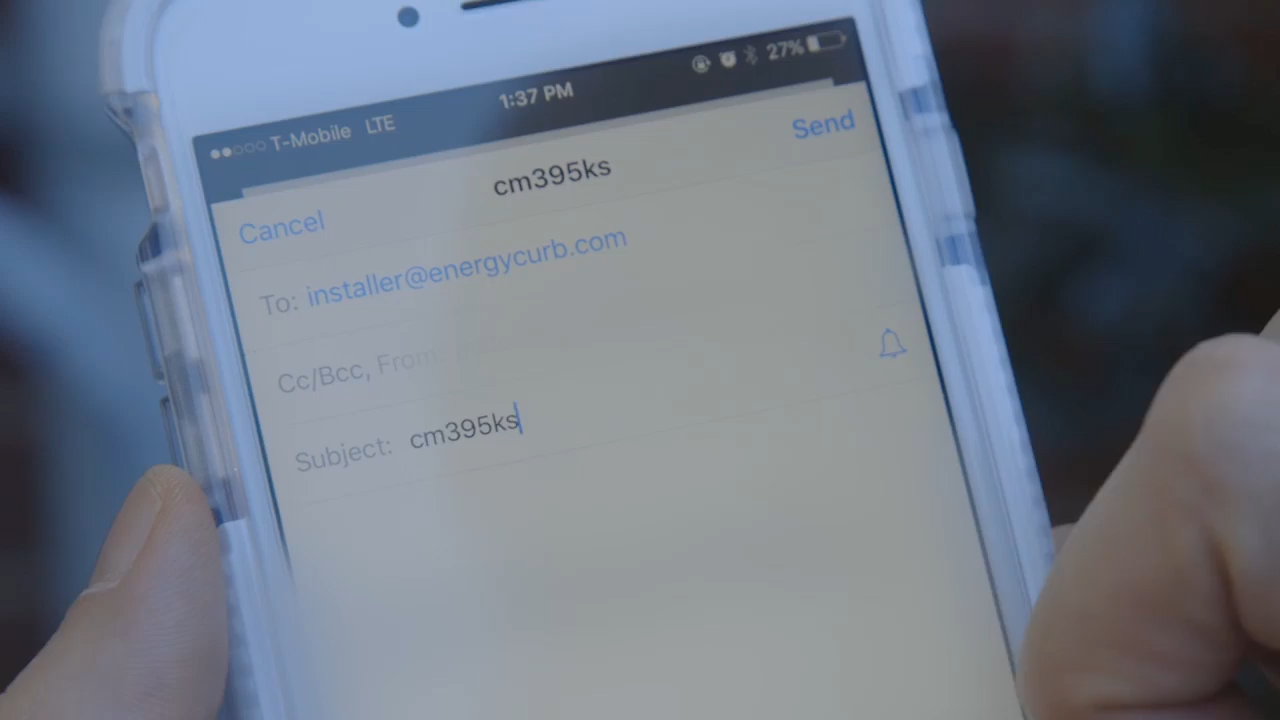 T-Mobile LTE 1:37 PM 27%
Cancel cm395ks Send
To: installer@energycurb.com
Cc/Bcc, From:
Subject: cm395ks